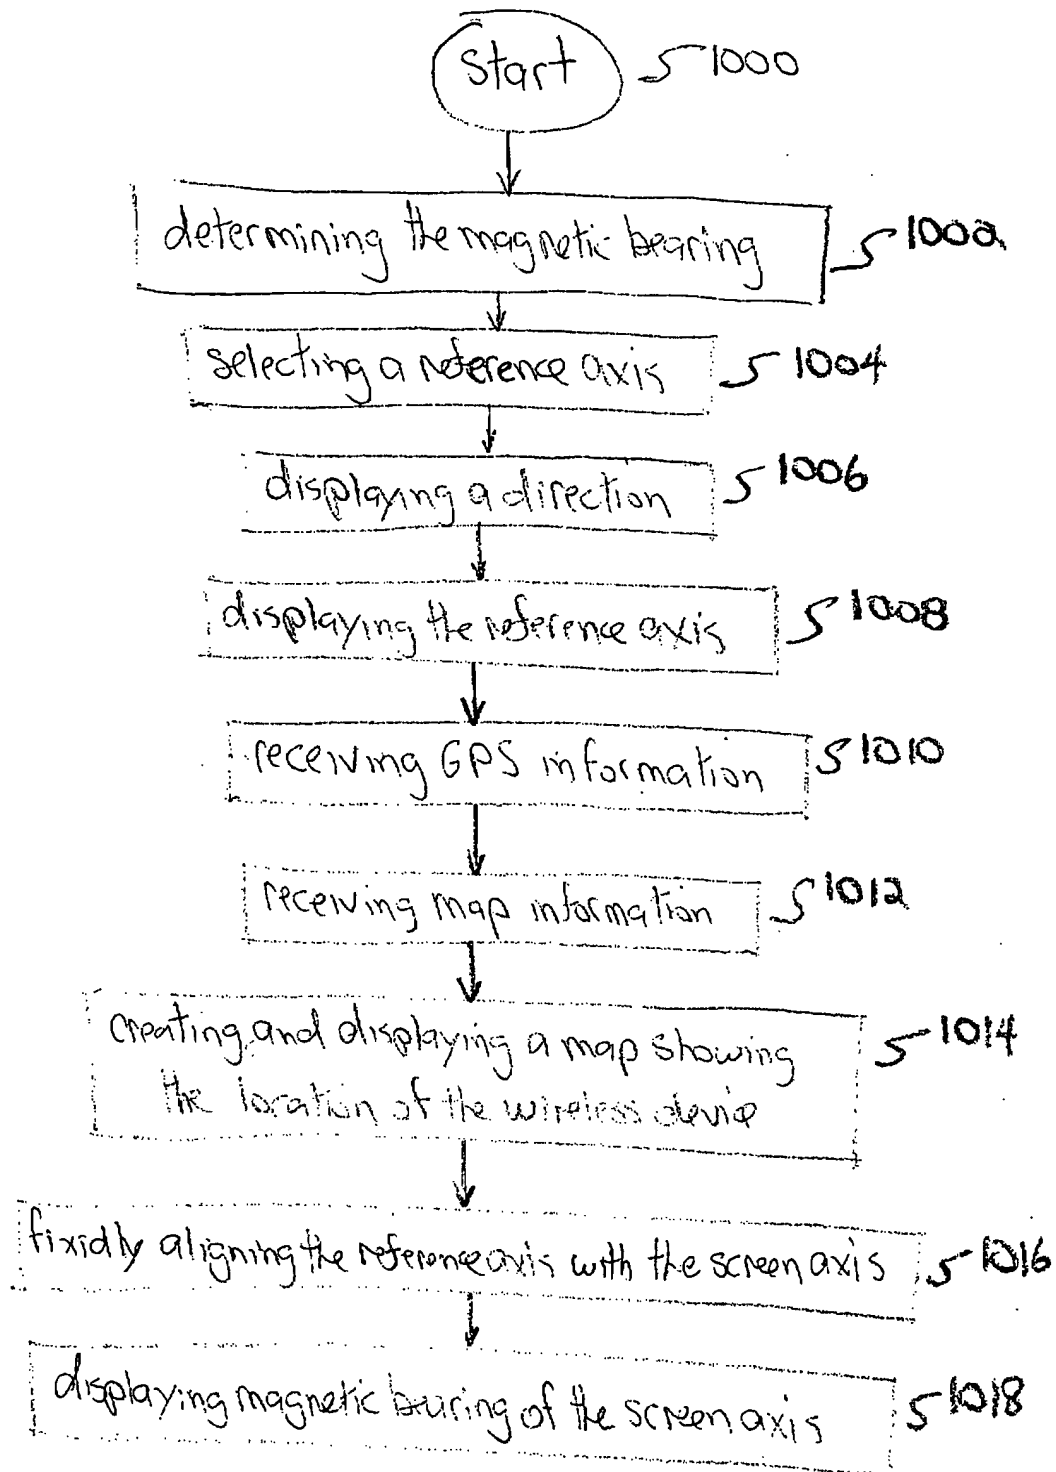 Start 1000
determining the magnetic bearing 1002
selecting a reference axis 1004
displaying a direction 1006
displaying the reference axis 1008
receiving GPS information 1010
receiving map information 1012
creating and displaying a map showing 1014
the location of the wireless device
fixidly aligning the reference axis with the screen axis 1016
displaying magnetic bearing of the screen axis 1018